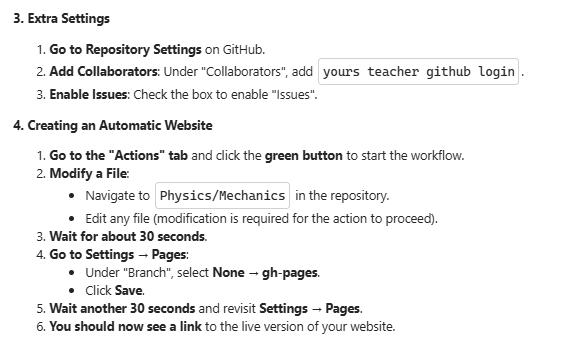 3. Extra Settings
1. Go to Repository Settings on GitHub.
2. Add Collaborators: Under "Collaborators", add yours teacher github login .
3. Enable Issues: Check the box to enable "Issues".
4. Creating an Automatic Website
1. Go to the "Actions" tab and click the green button to start the workflow.
2. Modify a File:
• Navigate to Physics/Mechanics in the repository.
• Edit any file (modification is required for the action to proceed).
3. Wait for about 30 seconds.
4. Go to Settings → Pages:
• Under "Branch", select None → gh-pages.
• Click Save.
5. Wait another 30 seconds and revisit Settings → Pages.
6. You should now see a link to the live version of your website.